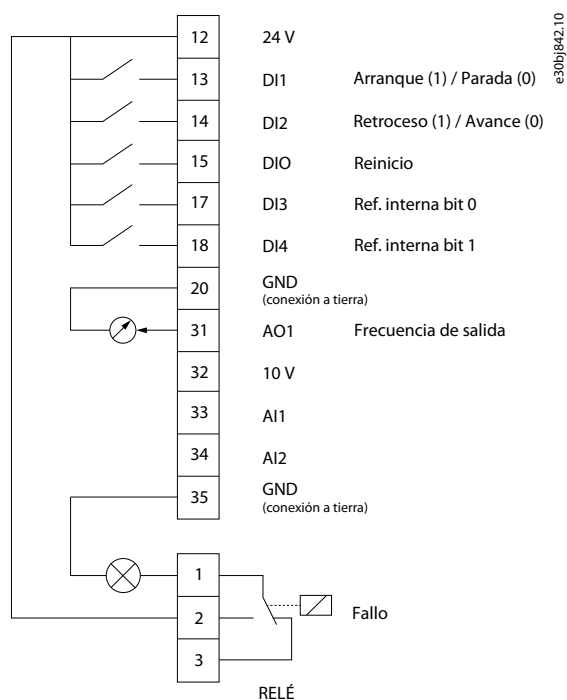 e30bj842.10
12 24 V
13 DI1 Arranque (1) / Parada (0)
14 DI2 Retroceso (1) / Avance (0)
15 DIO Reinicio
17 DI3 Ref. interna bit 0
18 DI4 Ref. interna bit 1
20 GND
(conexión a tierra)
31 AO1 Frecuencia de salida
32 10 V
33 AI1
34 AI2
35 GND
(conexión a tierra)
1
2 Fallo
3
RELÉ